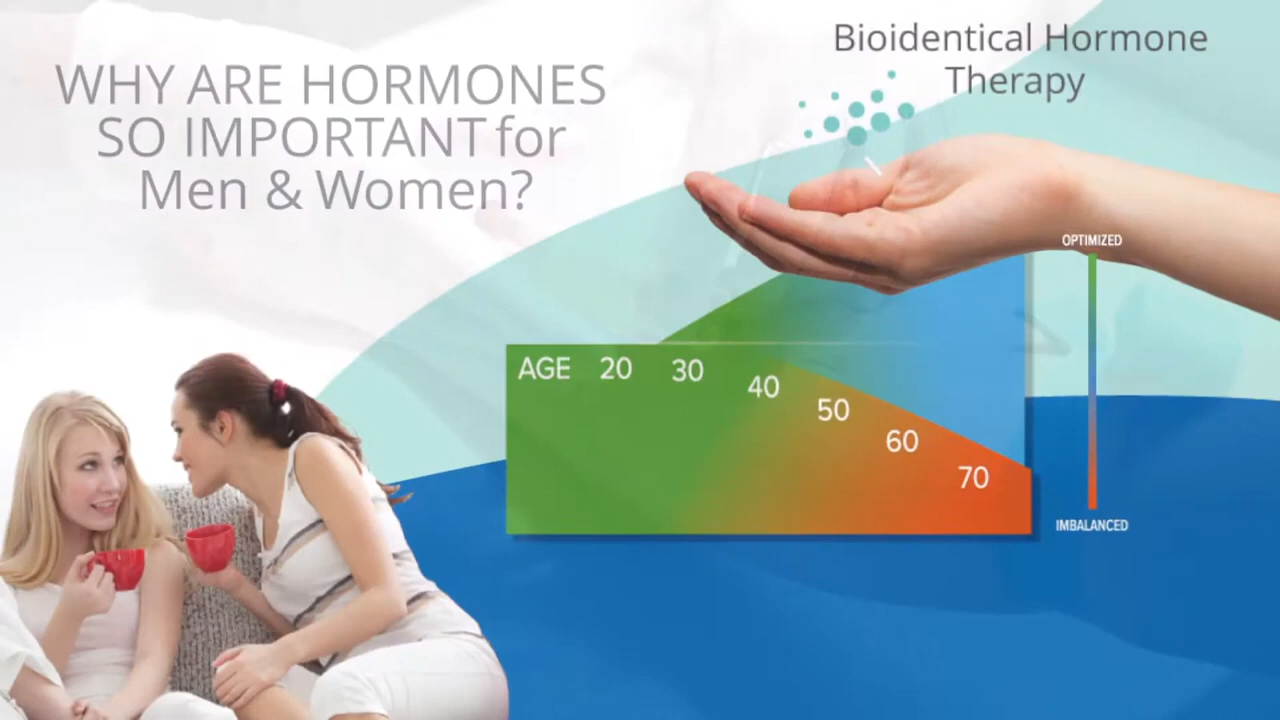 WHY ARE HORMONES
SO IMPORTANT for
Men & Women?
Bioidentical Hormone
Therapy
OPTIMIZED
AGE 20 30 40 50 60 70
IMBALANCED